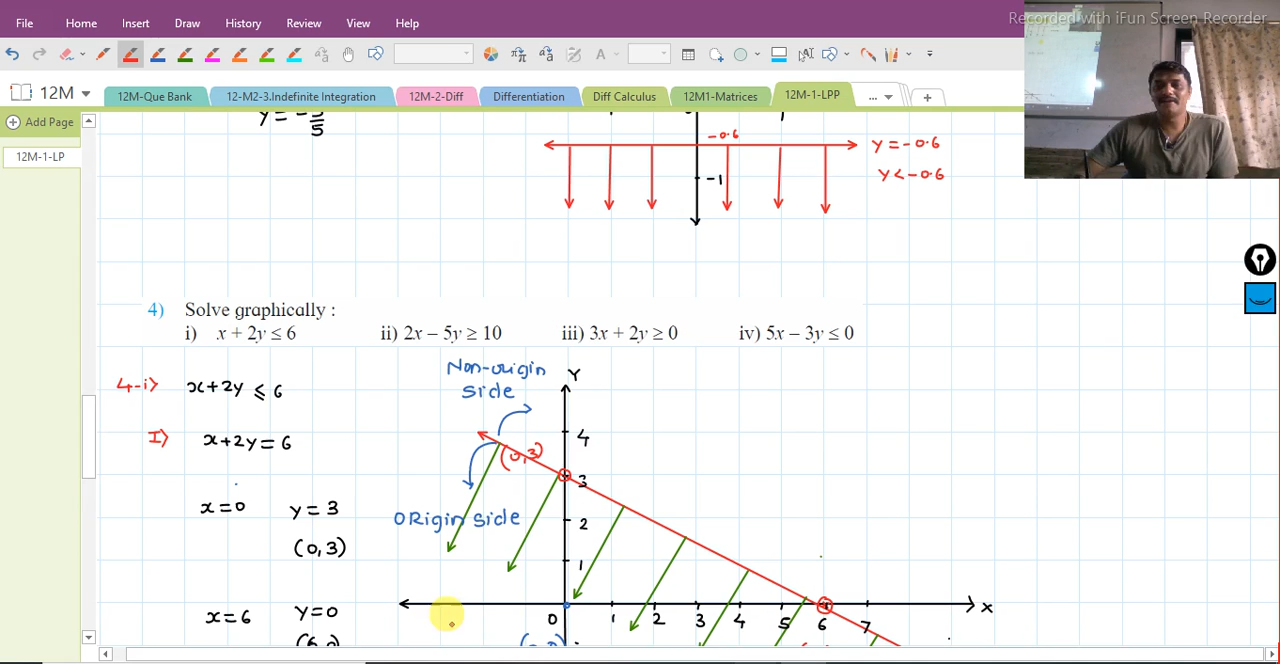 File Home Insert Draw History Review View Help
Recorded with iFun Screen Recorder
12M 12M-Que Bank 12-M2-3.Indefinite Integration 12M-2-Diff Differentiation Diff Calculus 12M1-Matrices 12M-1-LPP ...
Add Page
12M-1-LP
-0.6
y = -0.6
-1
y < -0.6
4) Solve graphically :
i) x + 2y ≤ 6 ii) 2x – 5y ≥ 10 iii) 3x + 2y ≥ 0 iv) 5x – 3y ≤ 0
Non-origin
side
Y
4-i) x+2y ≤ 6
I) x+2y = 6
4
(0,3)
3
x=0 y = 3
origin side
2
(0,3)
1
x=6 y=0
0 1 2 3 4 5 6 7 X